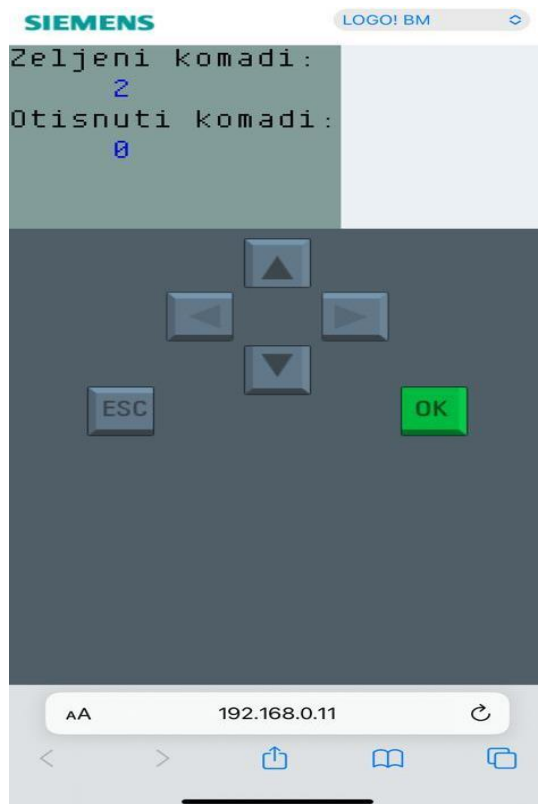 SIEMENS
LOGO! BM
Zeljeni komadi:
2
Otisnuti komadi:
0
ESC
OK
AA
192.168.0.11